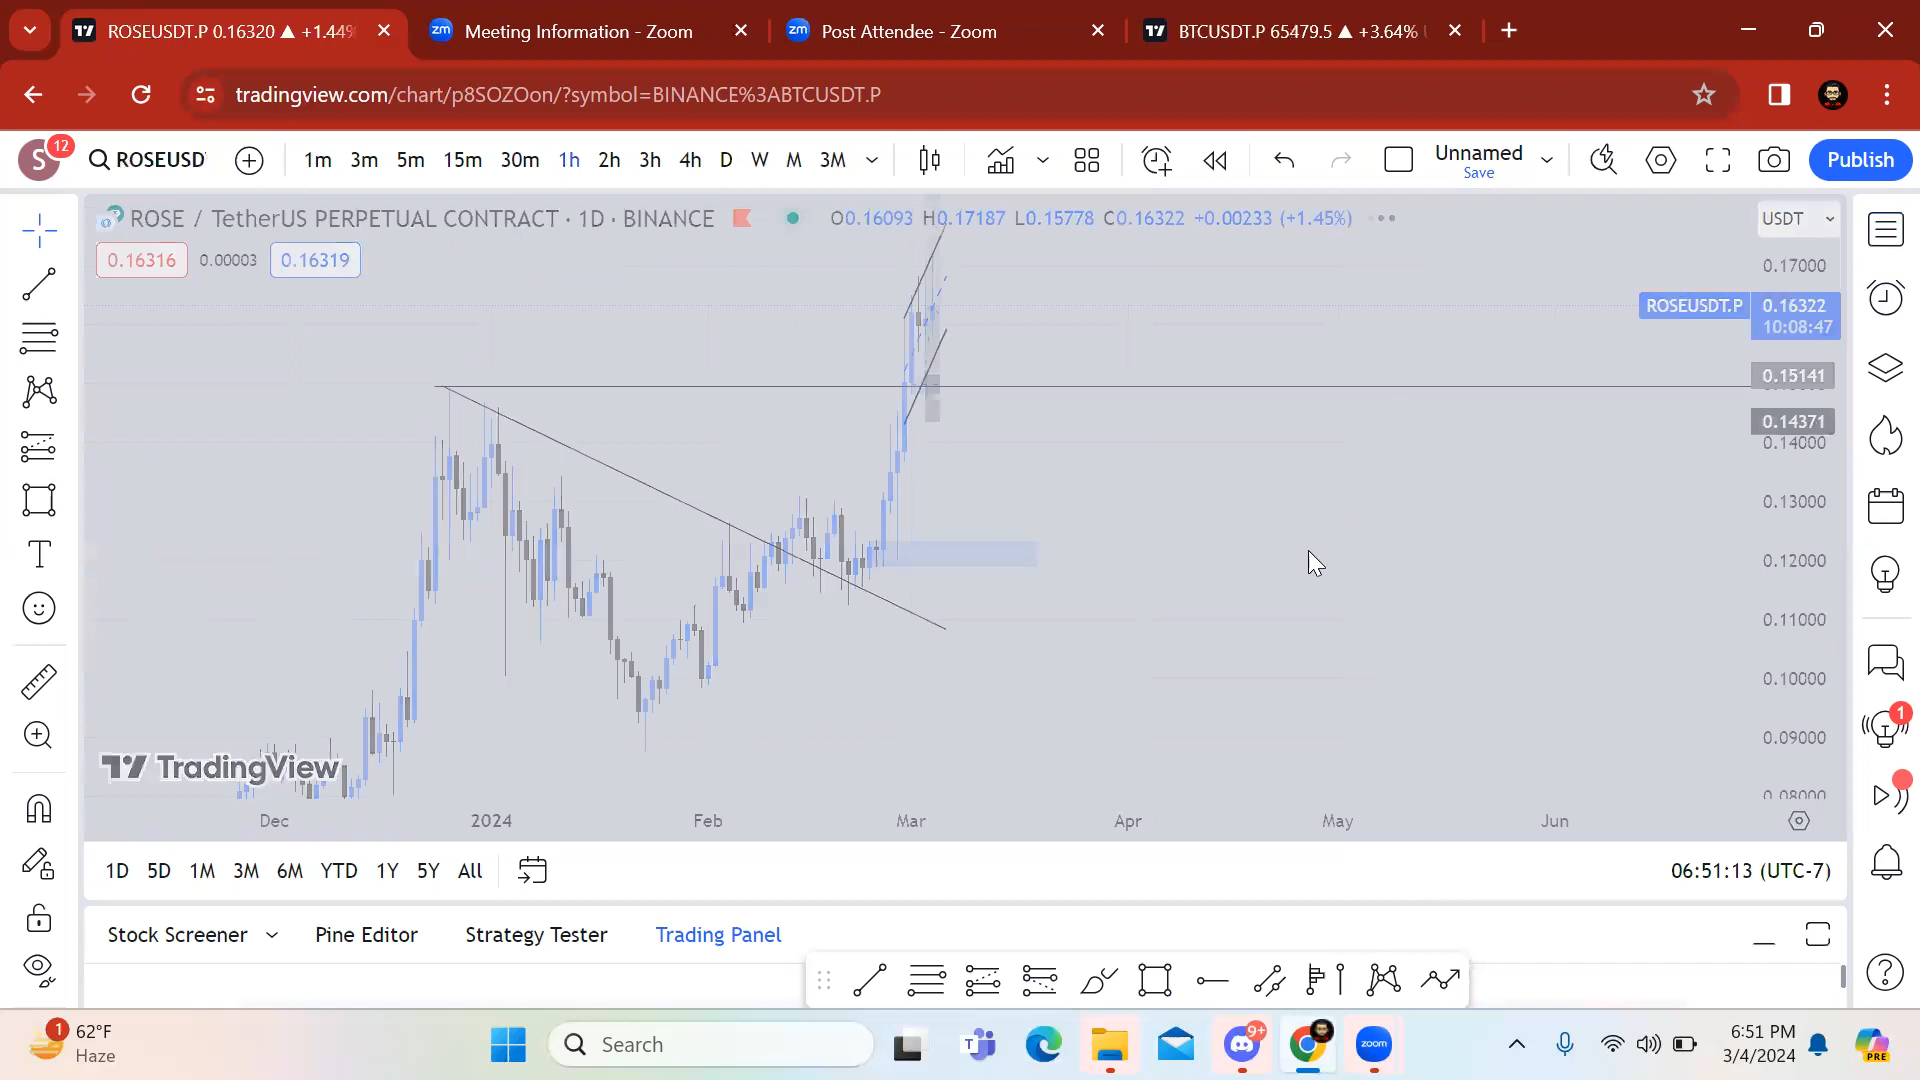 ROSEUSDT.P 0.16320 ▲ +1.44%
Meeting Information - Zoom
Post Attendee - Zoom
BTCUSDT.P 65479.5 ▲ +3.64%
tradingview.com/chart/p8SOZOon/?symbol=BINANCE%3ABTCUSDT.P
S
12
ROSEUSD
1m 3m 5m 15m 30m 1h 2h 3h 4h D W M 3M
Unnamed
Save
Publish
ROSE / TetherUS PERPETUAL CONTRACT · 1D · BINANCE
O0.16093 H0.17187 L0.15778 C0.16322 +0.00233 (+1.45%)
USDT
0.16316 0.00003 0.16319
0.17000
ROSEUSDT.P 0.16322
10:08:47
0.15141
0.14371
0.14000
0.13000
0.12000
0.11000
0.10000
0.09000
0.08000
TradingView
Dec 2024 Feb Mar Apr May Jun
1
1D 5D 1M 3M 6M YTD 1Y 5Y All
06:51:13 (UTC-7)
Stock Screener Pine Editor Strategy Tester Trading Panel
1
62°F
Haze
Search
9+
zoom
6:51 PM
3/4/2024
PRE